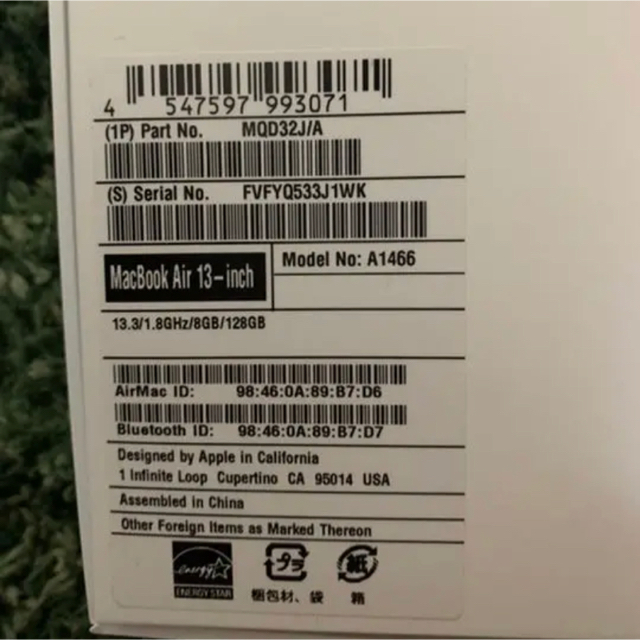 4 547597 993071
(1P) Part No. MQD32J/A
(S) Serial No. FVFYQ533J1WK
MacBook Air 13-inch
Model No: A1466
13.3/1.8GHz/8GB/128GB
AirMac ID: 98:46:0A:89:B7:D6
Bluetooth ID: 98:46:0A:89:B7:D7
Designed by Apple in California
1 Infinite Loop Cupertino CA 95014 USA
Assembled in China
Other Foreign Items as Marked Thereon
energy
ENERGY STAR
プラ
紙
梱包材、袋
箱